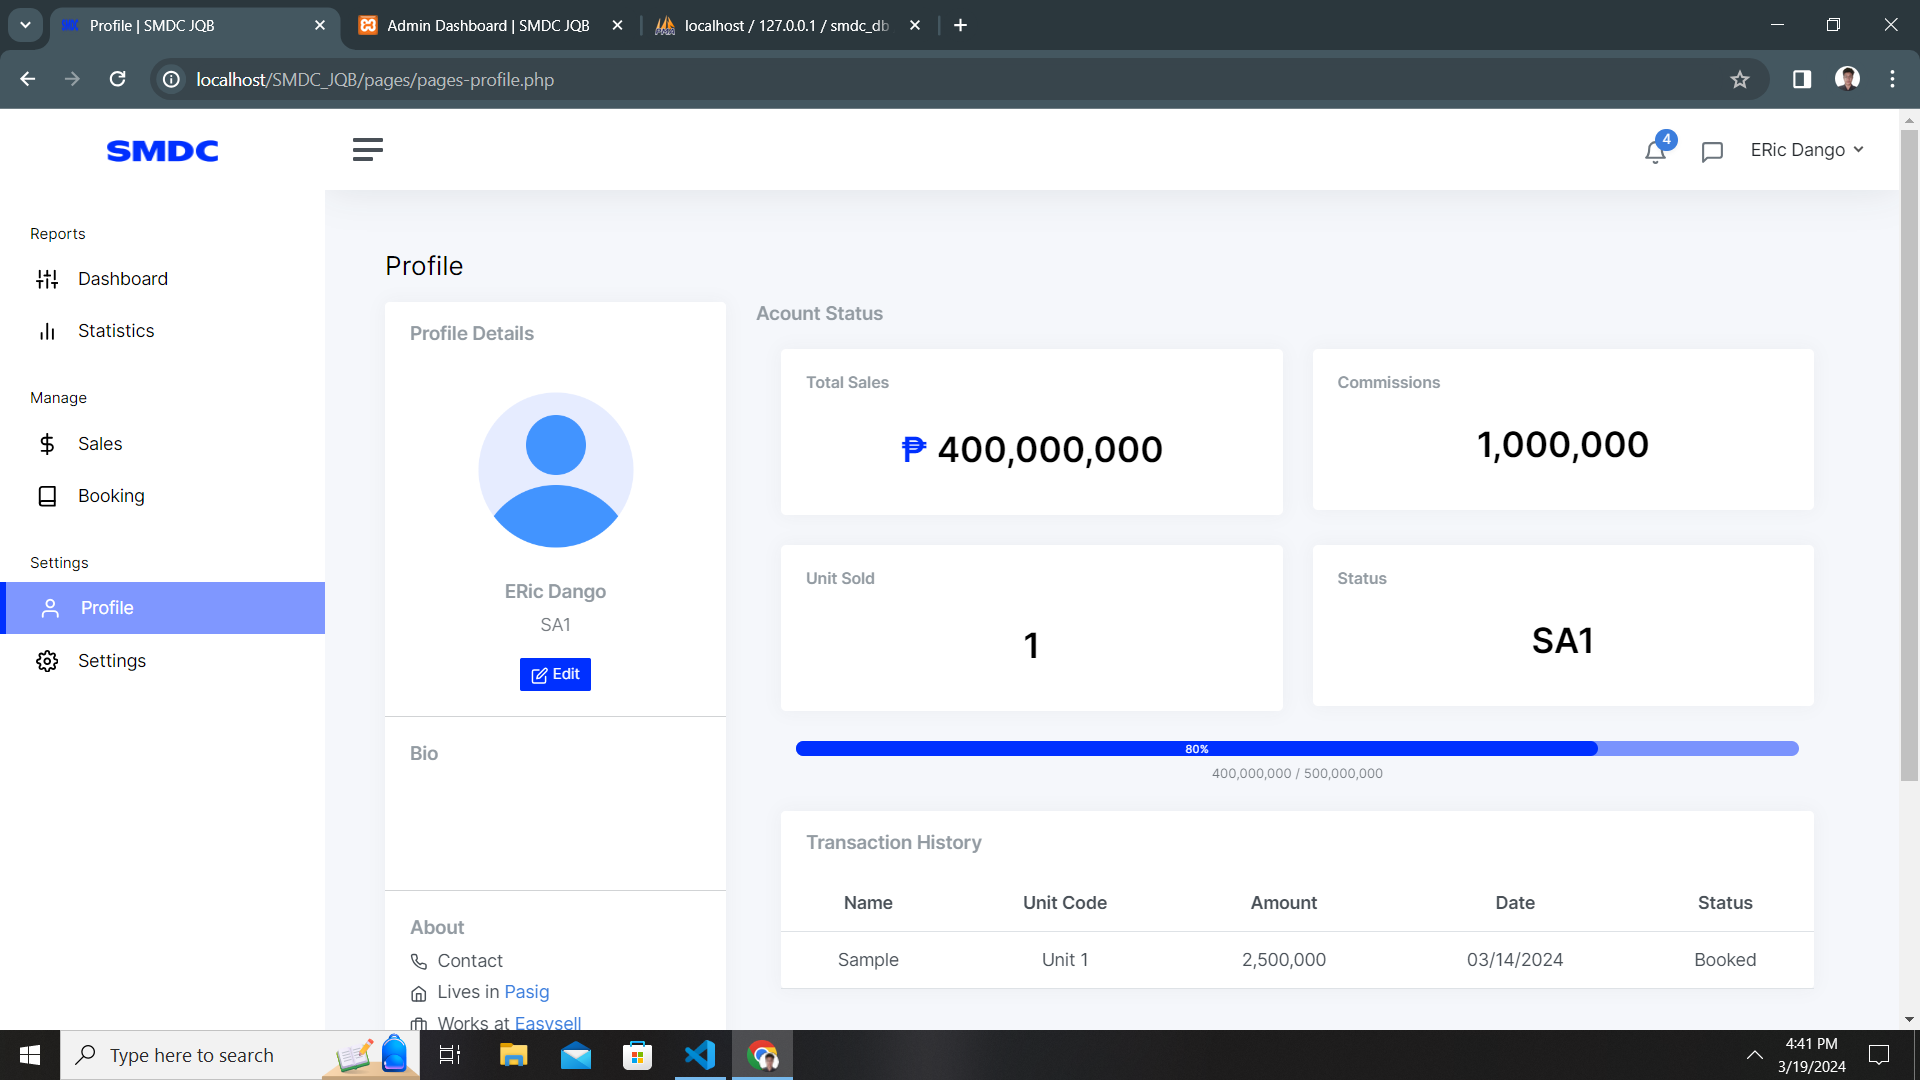 Profile | SMDC JQB
Admin Dashboard | SMDC JQB
localhost / 127.0.0.1 / smdc_db
localhost/SMDC_JQB/pages/pages-profile.php
SMDC
4
ERic Dango
Reports
Dashboard
Statistics
Manage
Sales
Booking
Settings
Profile
Settings
Profile
Profile Details
ERic Dango
SA1
Edit
Bio
About
Contact
Lives in Pasig
Works at Easysell
Acount Status
Total Sales
₱ 400,000,000
Commissions
1,000,000
Unit Sold
1
Status
SA1
80%
400,000,000 / 500,000,000
Transaction History
Name Unit Code Amount Date Status
Sample Unit 1 2,500,000 03/14/2024 Booked
Type here to search
4:41 PM
3/19/2024